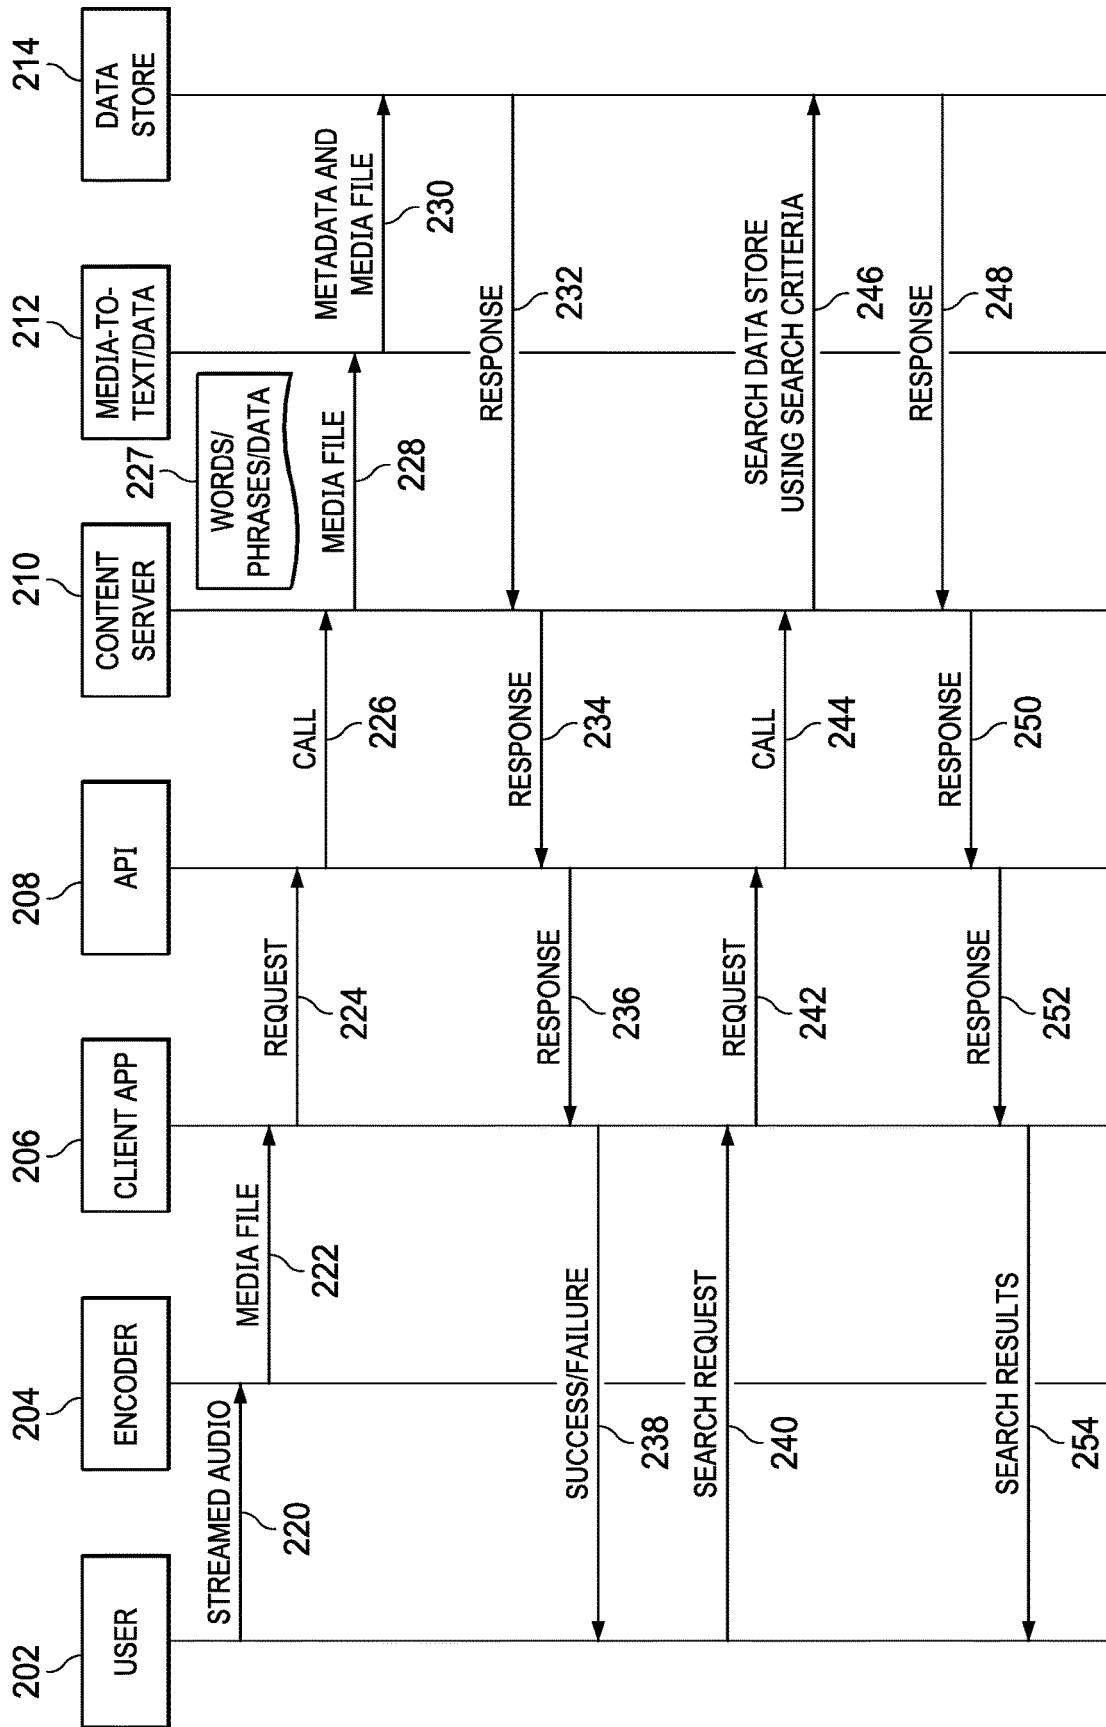 202
USER
204
ENCODER
206
CLIENT APP
208
API
210
CONTENT
SERVER
212
MEDIA-TO-
TEXT/DATA
214
DATA
STORE
STREAMED AUDIO
220
MEDIA FILE
222
REQUEST
224
CALL
226
227
WORDS/
PHRASES/DATA
MEDIA FILE
228
METADATA AND
MEDIA FILE
230
RESPONSE
232
RESPONSE
234
RESPONSE
236
SUCCESS/FAILURE
238
SEARCH REQUEST
240
REQUEST
242
CALL
244
SEARCH DATA STORE
USING SEARCH CRITERIA
246
RESPONSE
248
RESPONSE
250
RESPONSE
252
SEARCH RESULTS
254